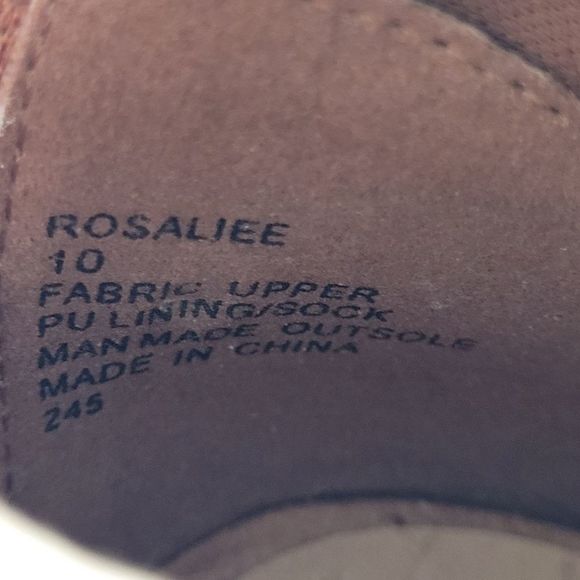 ROSALIEE
10
FABRIC UPPER
PU LINING/SOCK
MAN MADE OUTSOLE
MADE IN CHINA
245